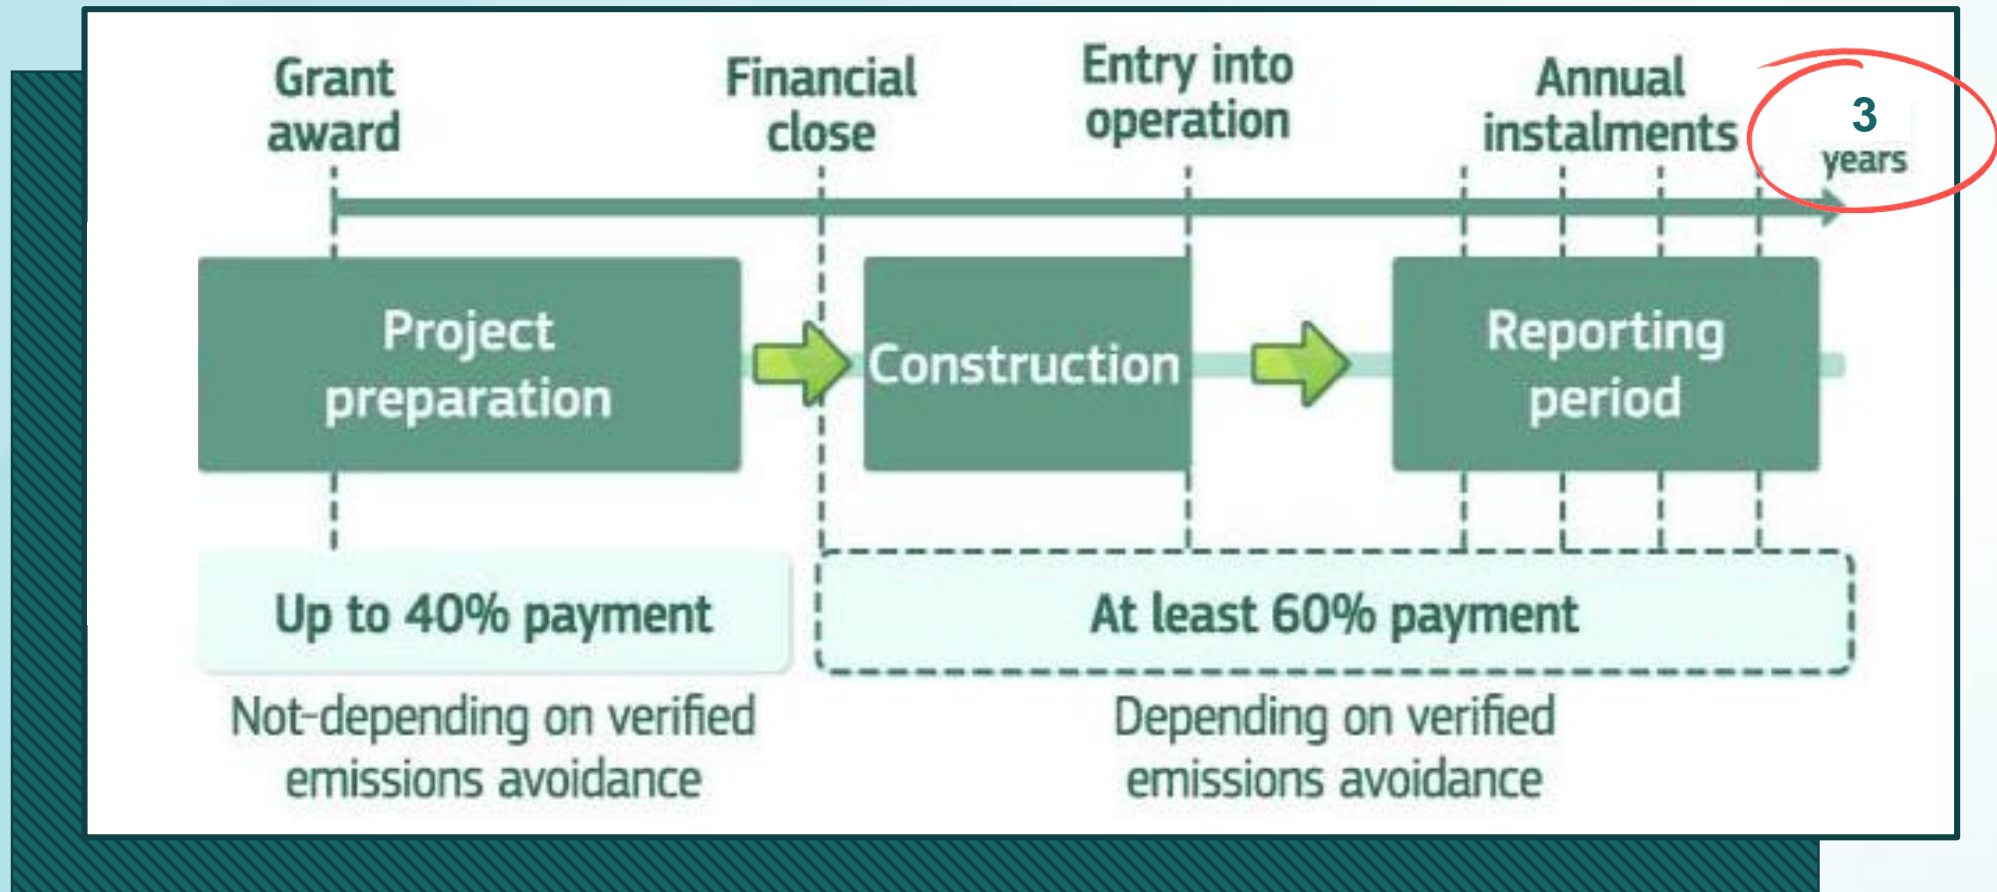 Grant
award
Financial
close
Entry into
operation
Annual
instalments
3
years
Project
preparation
Construction
Reporting
period
Up to 40% payment
At least 60% payment
Not-depending on verified
emissions avoidance
Depending on verified
emissions avoidance